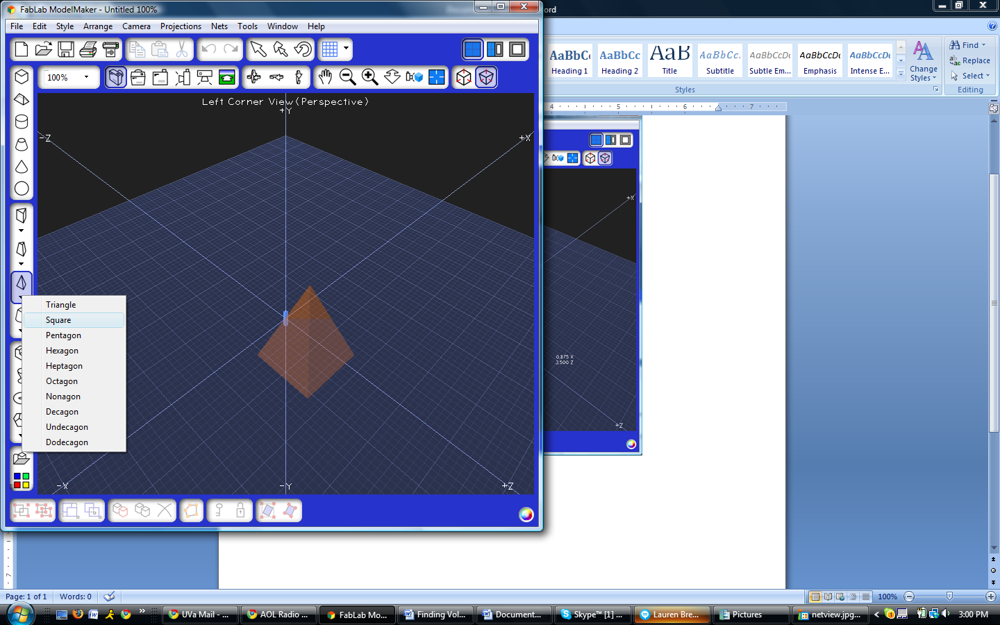 FabLab ModelMaker - Untitled 100%
File Edit Style Arrange Camera Projections Nets Tools Window Help
100%
Left Corner View (Perspective)
+Y
-Z
+X
-X
-Y
+Z
Triangle
Square
Pentagon
Hexagon
Heptagon
Octagon
Nonagon
Decagon
Undecagon
Dodecagon
ord
AaBbCc AaBbCc AaB AaBbCc. AaBbCcDc AaBbCcDc AaBbCcDc
Heading 1 Heading 2 Title Subtitle Subtle Em... Emphasis Intense E...
Change
Styles
Find
Replace
Select
Styles
Editing
4 5 6 7
+X
0.875 X
3.500 Z
+Z
7
Page: 1 of 1 Words: 0
100%
UVa Mail - ... AOL Radio ... FabLab Mo... Finding Vol... Document... Skype™ [1] ... Lauren Bre... Pictures netview.jpg... 3:00 PM